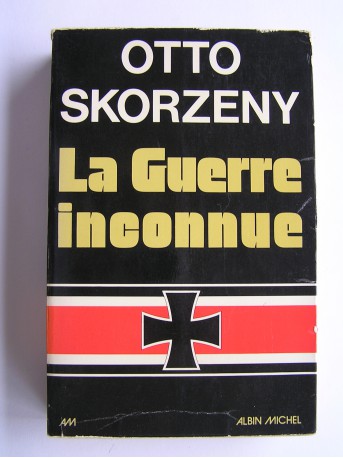 OTTO
SKORZENY
La Guerre
inconnue
AM ALBIN MICHEL